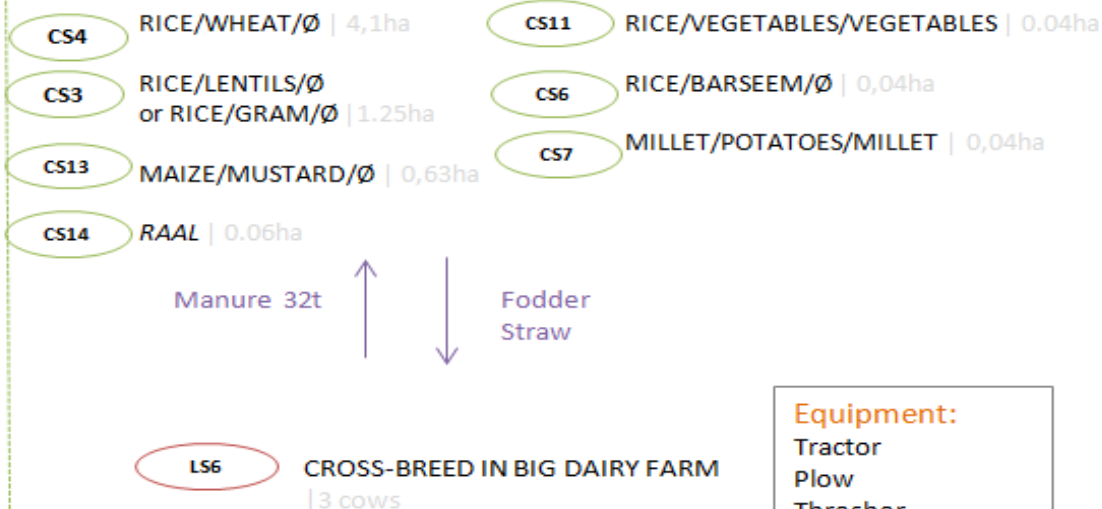 CS4 RICE/WHEAT/Ø | 4,1ha
CS3 RICE/LENTILS/Ø
or RICE/GRAM/Ø |1.25ha
CS13 MAIZE/MUSTARD/Ø | 0,63ha
CS14 RAAL | 0.06ha
CS11 RICE/VEGETABLES/VEGETABLES | 0.04ha
CS6 RICE/BARSEEM/Ø | 0,04ha
CS7 MILLET/POTATOES/MILLET | 0,04ha
Manure 32t
Fodder
Straw
LS6 CROSS-BREED IN BIG DAIRY FARM
|3 cows
Equipment:
Tractor
Plow
Thresher